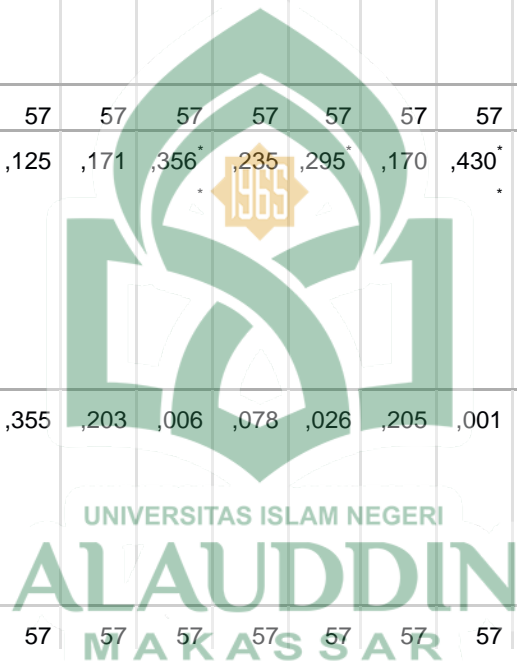 57 57 57 57 57 57 57
,125 ,171 ,356** ,235 ,295* ,170 ,430**
1965
,355 ,203 ,006 ,078 ,026 ,205 ,001
UNIVERSITAS ISLAM NEGERI
ALAUDDIN
57 57 57 57 57 57 57
MAKASSAR